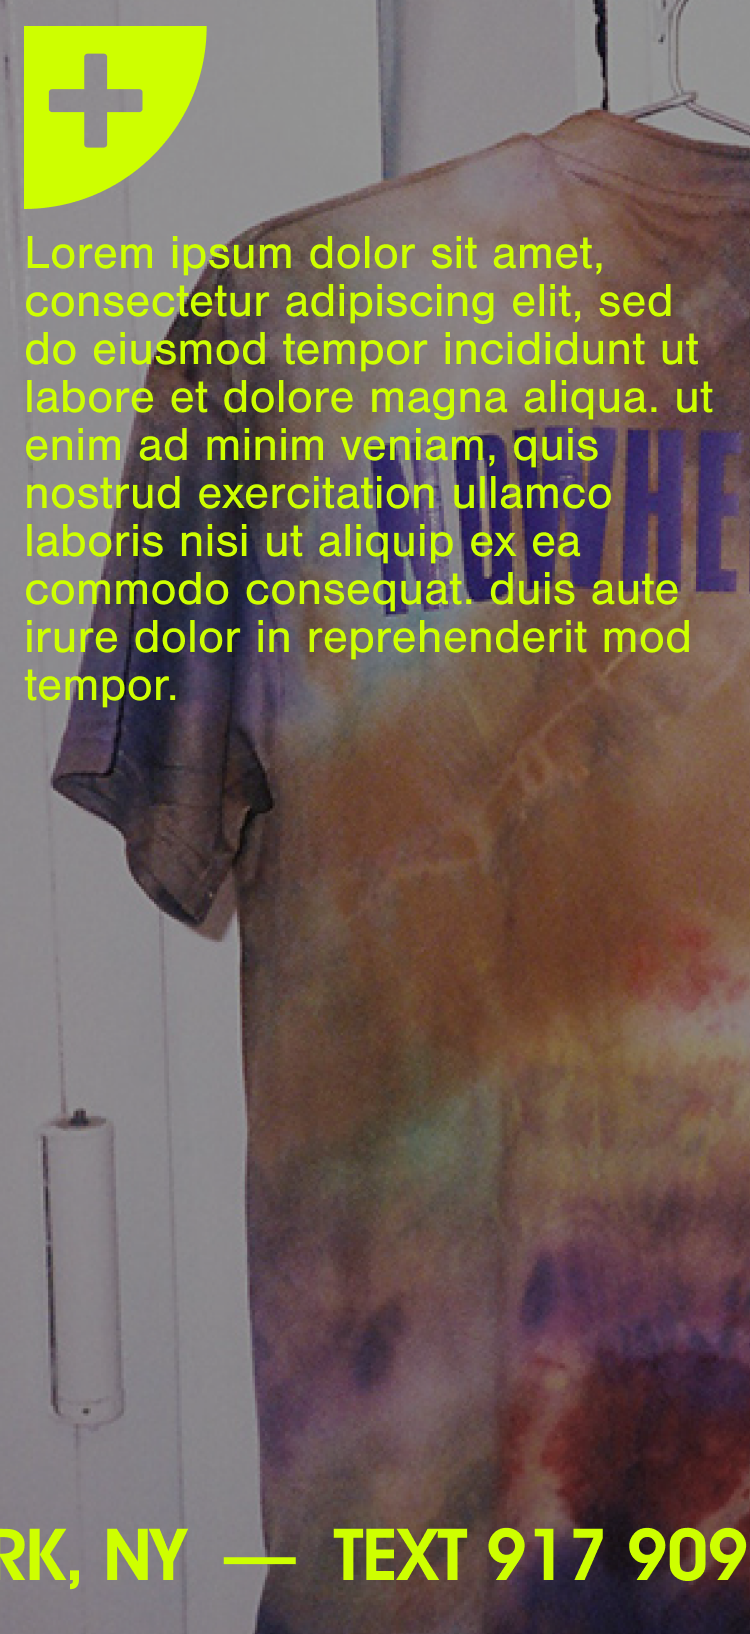 Lorem ipsum dolor sit amet,
consectetur adipiscing elit, sed
do eiusmod tempor incididunt ut
labore et dolore magna aliqua. ut
enim ad minim veniam, quis
nostrud exercitation ullamco
laboris nisi ut aliquip ex ea
commodo consequat. duis aute
irure dolor in reprehenderit mod
tempor.
NOWHE
RK, NY — TEXT 917 909